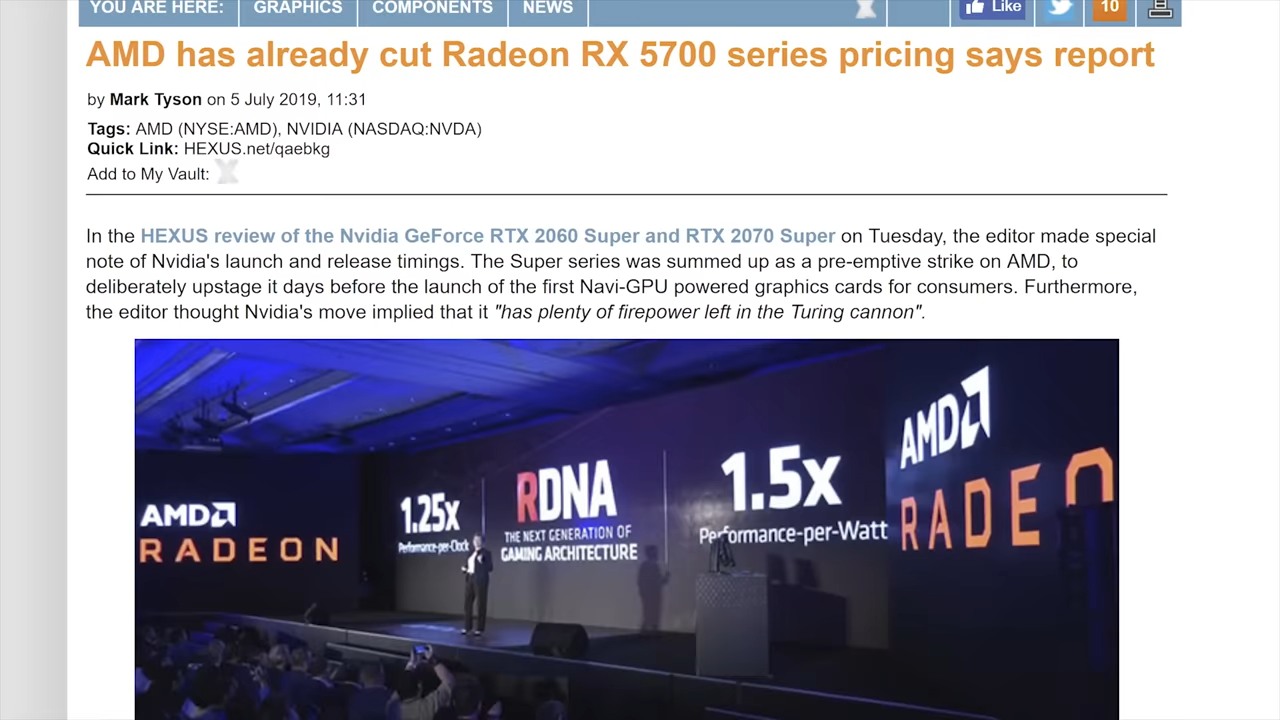 YOU ARE HERE: GRAPHICS COMPONENTS NEWS Like 10
AMD has already cut Radeon RX 5700 series pricing says report
by Mark Tyson on 5 July 2019, 11:31
Tags: AMD (NYSE:AMD), NVIDIA (NASDAQ:NVDA)
Quick Link: HEXUS.net/qaebkg
Add to My Vault:
In the HEXUS review of the Nvidia GeForce RTX 2060 Super and RTX 2070 Super on Tuesday, the editor made special
note of Nvidia's launch and release timings. The Super series was summed up as a pre-emptive strike on AMD, to
deliberately upstage it days before the launch of the first Navi-GPU powered graphics cards for consumers. Furthermore,
the editor thought Nvidia's move implied that it "has plenty of firepower left in the Turing cannon".
AMD
RADEON
1.25x
Performance-per-Clock
RDNA
THE NEXT GENERATION OF
GAMING ARCHITECTURE
1.5x
Performance-per-Watt
AMD
RADEO